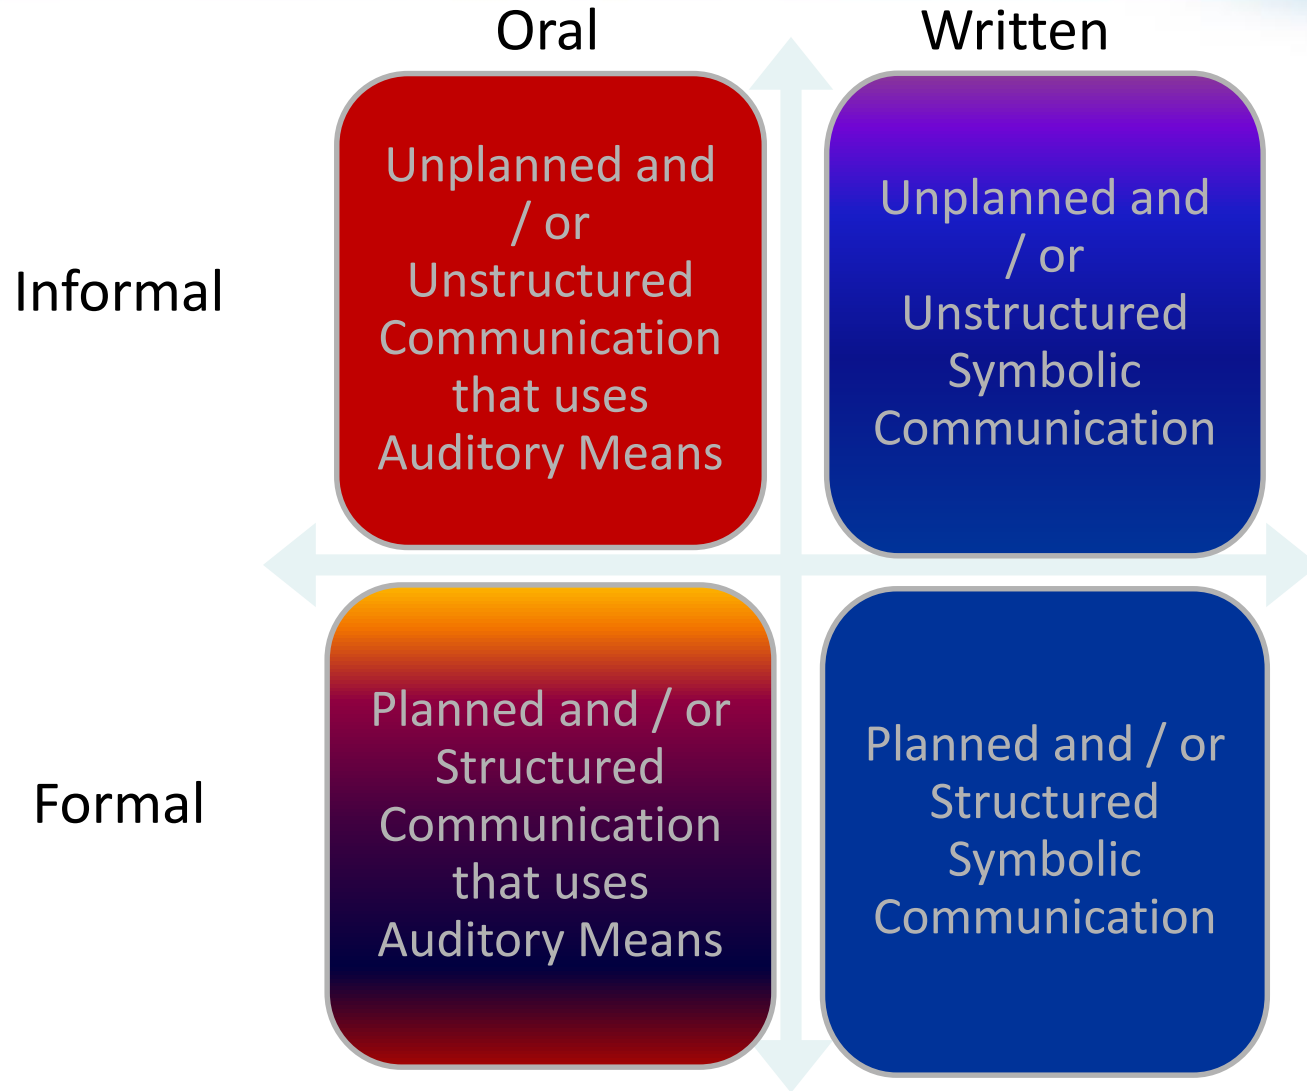 Oral
Written
Informal
Unplanned and
/ or
Unstructured
Communication
that uses
Auditory Means
Unplanned and
/ or
Unstructured
Symbolic
Communication
Formal
Planned and / or
Structured
Communication
that uses
Auditory Means
Planned and / or
Structured
Symbolic
Communication